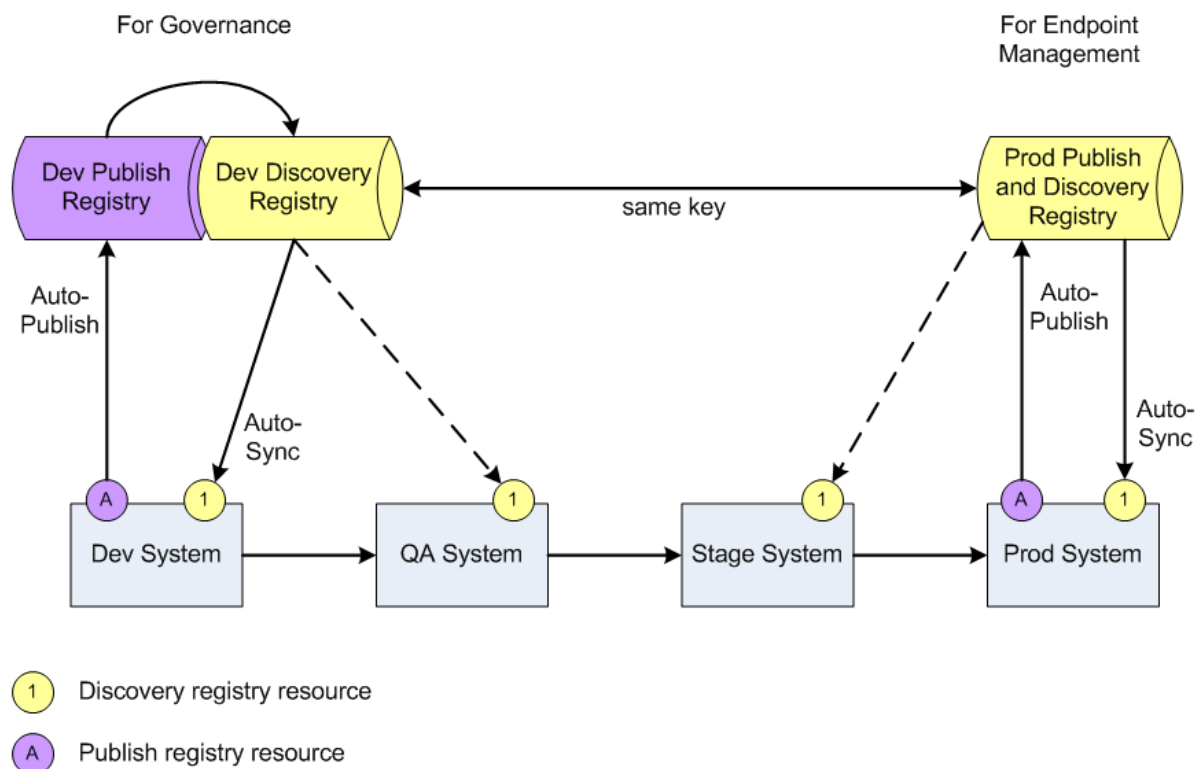 For Governance
For Endpoint
Management
Dev Publish
Registry
Dev Discovery
Registry
same key
Prod Publish
and Discovery
Registry
Auto-
Publish
Auto-
Sync
Auto-
Publish
Auto-
Sync
A
1
1
1
A
1
Dev System
QA System
Stage System
Prod System
1
Discovery registry resource
A
Publish registry resource